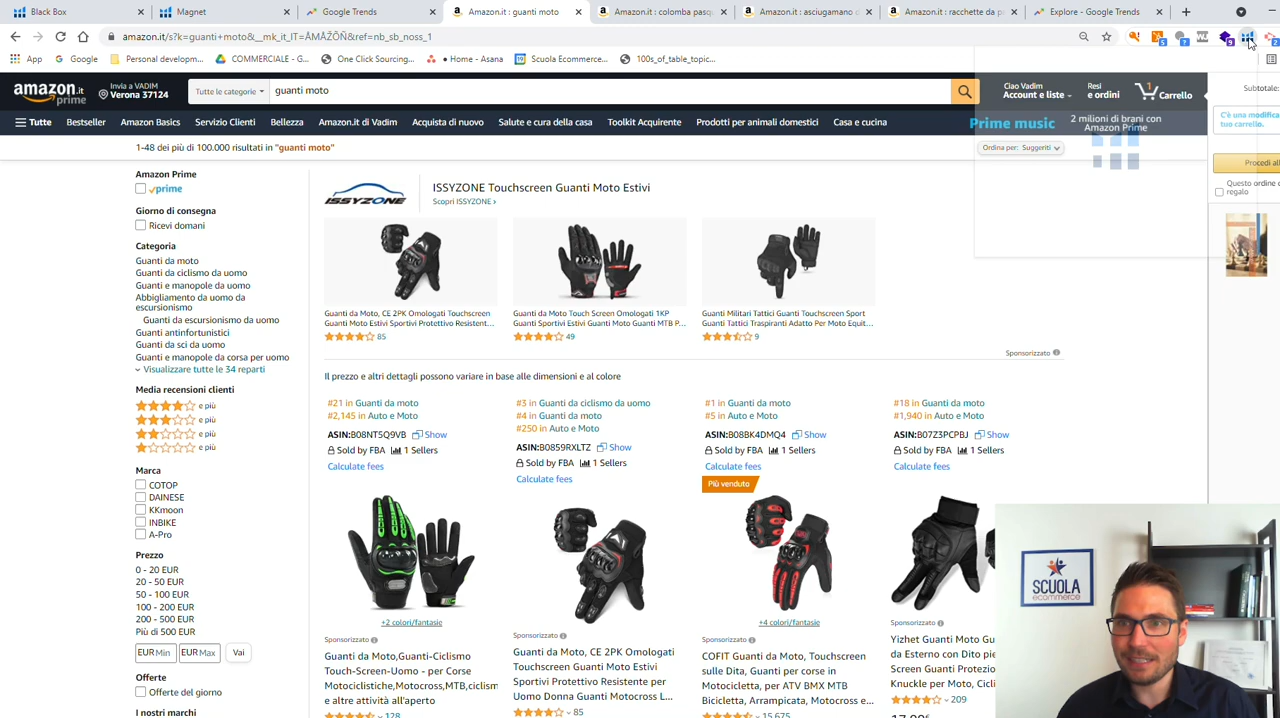 Black Box
Magnet
Google Trends
Amazon.it : guanti moto
Amazon.it : colomba pasq
Amazon.it : asciugamano d
Amazon.it : racchette da p
Explore - Google Trends
amazon.it/s?k=guanti+moto&__mk_it_IT=ÅMÅŽÕÑ&ref=nb_sb_noss_1
App
Google
Personal developm...
COMMERCIALE - G...
One Click Sourcing...
• Home - Asana
Scuola Ecommerce...
100s_of_table_topic...
amazon.it
prime
Invia a VADIM
Verona 37124
Tutte le categorie
guanti moto
Ciao Vadim
Account e liste
Resi
e ordini
1
Carrello
Subtotale:
Tutte
Bestseller
Amazon Basics
Servizio Clienti
Bellezza
Amazon.it di Vadim
Acquista di nuovo
Salute e cura della casa
Toolkit Acquirente
Prodotti per animali domestici
Casa e cucina
Prime music
2 milioni di brani con
Amazon Prime
C'è una modifica
tuo carrello.
1-48 dei più di 100.000 risultati in "guanti moto"
Ordina per: Suggeriti
Procedi al
Questo ordine
regalo
Amazon Prime
prime
Giorno di consegna
Ricevi domani
Categoria
Guanti da moto
Guanti da ciclismo da uomo
Guanti e manopole da uomo
Abbigliamento da uomo da
escursionismo
Guanti da escursionismo da uomo
Guanti antinfortunistici
Guanti da sci da uomo
Guanti e manopole da corsa per uomo
Visualizzare tutte le 34 reparti
Media recensioni clienti
e più
e più
e più
e più
Marca
COTOP
DAINESE
KKmoon
INBIKE
A-Pro
Prezzo
0 - 20 EUR
20 - 50 EUR
50 - 100 EUR
100 - 200 EUR
200 - 500 EUR
Più di 500 EUR
EUR Min
EUR Max
Vai
Offerte
Offerte del giorno
I nostri marchi
ISSYZONE
ISSYZONE Touchscreen Guanti Moto Estivi
Scopri ISSYZONE ›
Guanti da Moto, CE 2PK Omologati Touchscreen
Guanti Moto Estivi Sportivi Protettivo Resistent...
85
Guanti da Moto Touch Screen Omologati 1KP
Guanti Sportivi Estivi Guanti Moto Guanti MTB P...
49
Guanti Militari Tattici Guanti Touchscreen Sport
Guanti Tattici Traspiranti Adatto Per Moto Equit...
9
Sponsorizzato
Il prezzo e altri dettagli possono variare in base alle dimensioni e al colore
#21 in Guanti da moto
#2,145 in Auto e Moto
ASIN:B08NT5Q9VB Show
Sold by FBA 1 Sellers
Calculate fees
+2 colori/fantasie
Sponsorizzato
Guanti da Moto,Guanti-Ciclismo
Touch-Screen-Uomo - per Corse
Motociclistiche,Motocross,MTB,ciclism
e altre attività all'aperto
128
#3 in Guanti da ciclismo da uomo
#4 in Guanti da moto
#250 in Auto e Moto
ASIN:B0859RXLTZ Show
Sold by FBA 1 Sellers
Calculate fees
Sponsorizzato
Guanti da Moto, CE 2PK Omologati
Touchscreen Guanti Moto Estivi
Sportivi Protettivo Resistente per
Uomo Donna Guanti Motocross L...
85
#1 in Guanti da moto
#5 in Auto e Moto
ASIN:B08BK4DMQ4 Show
Sold by FBA 1 Sellers
Calculate fees
Più venduto
+4 colori/fantasie
Sponsorizzato
COFIT Guanti da Moto, Touchscreen
sulle Dita, Guanti per corse in
Motocicletta, per ATV BMX MTB
Biciclette, Arrampicata, Motocross e...
15.675
#18 in Guanti da moto
#1,940 in Auto e Moto
ASIN:B07Z3PCPBJ Show
Sold by FBA 1 Sellers
Calculate fees
Sponsorizzato
Yizhet Guanti Moto Gu
da Esterno con Dito pie
Screen Guanti Protezio
Knuckle per Moto, Cicli
209
SCUOLA
ECOMMERCE